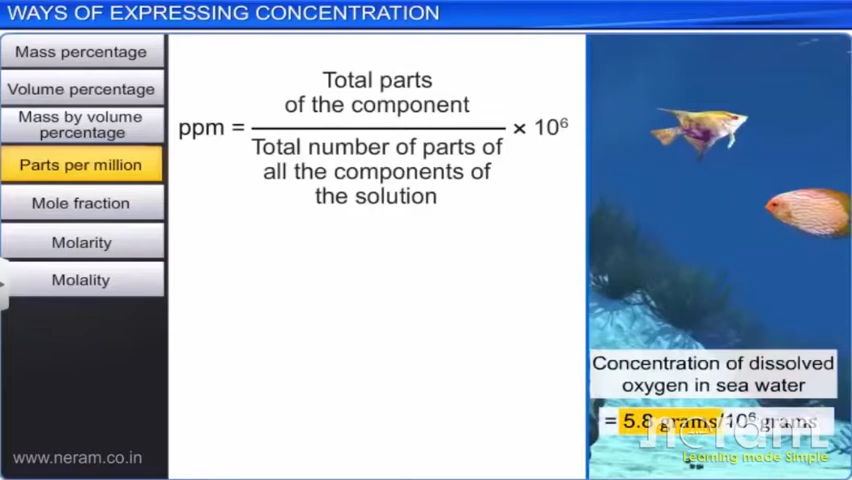 WAYS OF EXPRESSING CONCENTRATION
Mass percentage
Volume percentage
Mass by volume
percentage
Parts per million
Mole fraction
Molarity
Molality
www.neram.co.in
Total parts
of the component
ppm = × 10⁶
Total number of parts of
all the components of
the solution
Concentration of dissolved
oxygen in sea water
= 5.8 grams/10⁶ grams
neram
Learning made Simple